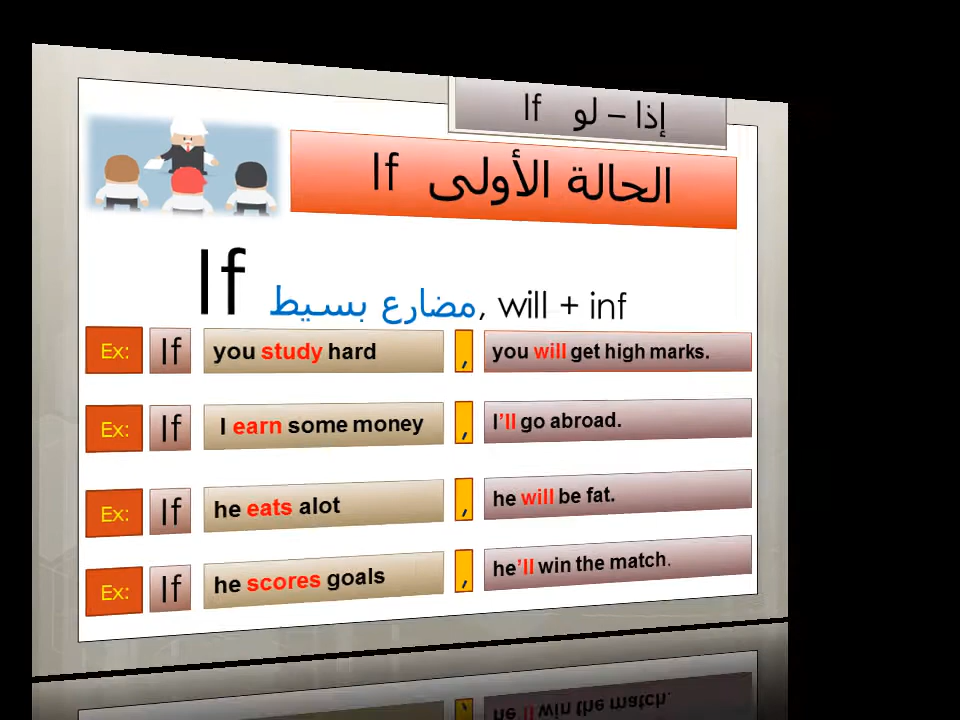 If إذا – لو
If الحالة الأولى
If مضارع بسيط, will + inf
Ex: If you study hard , you will get high marks.
Ex: If I earn some money , I'll go abroad.
Ex: If he eats alot , he will be fat.
Ex: If he scores goals , he'll win the match.